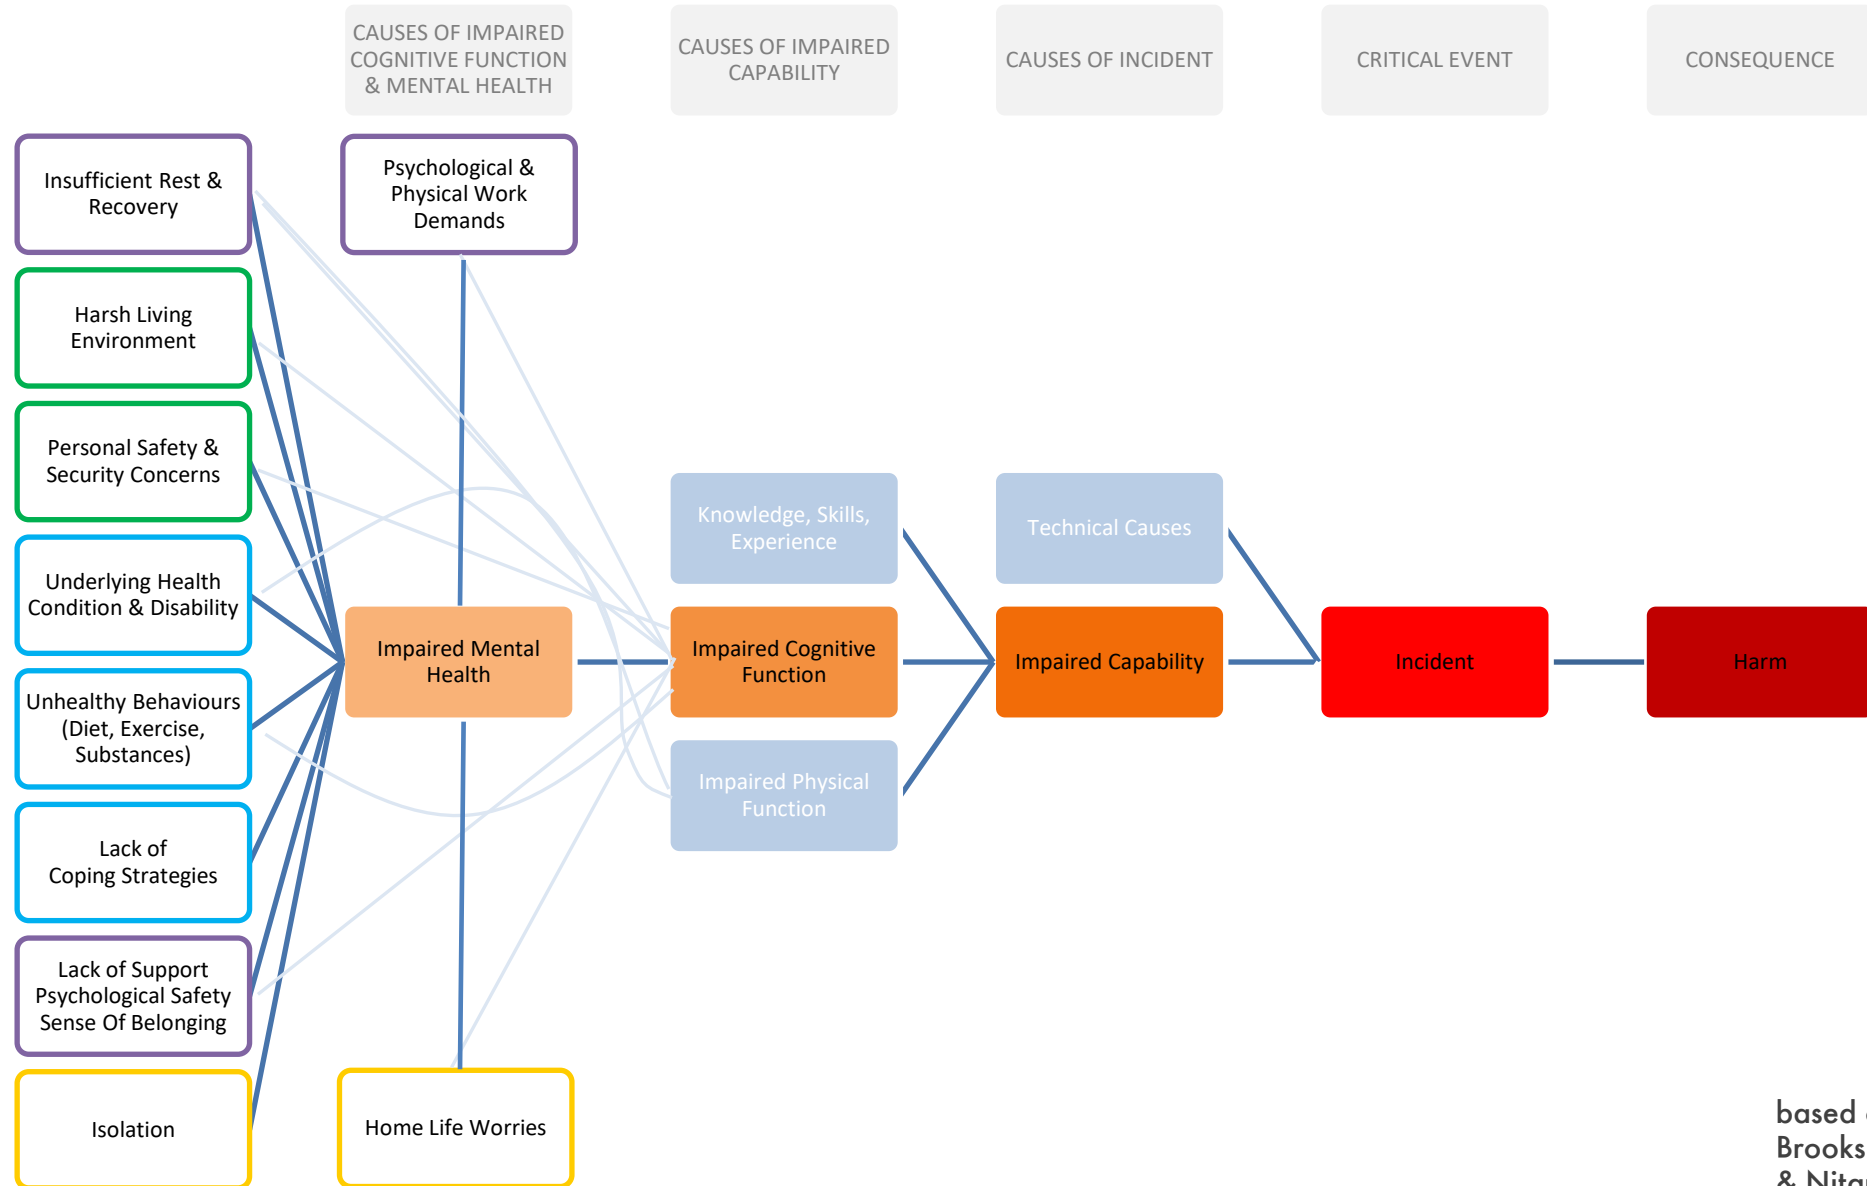 CAUSES OF IMPAIRED
COGNITIVE FUNCTION
& MENTAL HEALTH
CAUSES OF IMPAIRED
CAPABILITY
CAUSES OF INCIDENT
CRITICAL EVENT
CONSEQUENCE
Insufficient Rest &
Recovery
Psychological &
Physical Work
Demands
Harsh Living
Environment
Personal Safety &
Security Concerns
Knowledge, Skills,
Experience
Technical Causes
Underlying Health
Condition & Disability
Impaired Mental
Health
Impaired Cognitive
Function
Impaired Capability
Incident
Harm
Unhealthy Behaviours
(Diet, Exercise,
Substances)
Impaired Physical
Function
Lack of
Coping Strategies
Lack of Support
Psychological Safety
Sense Of Belonging
Isolation
Home Life Worries
based
Brooks
&